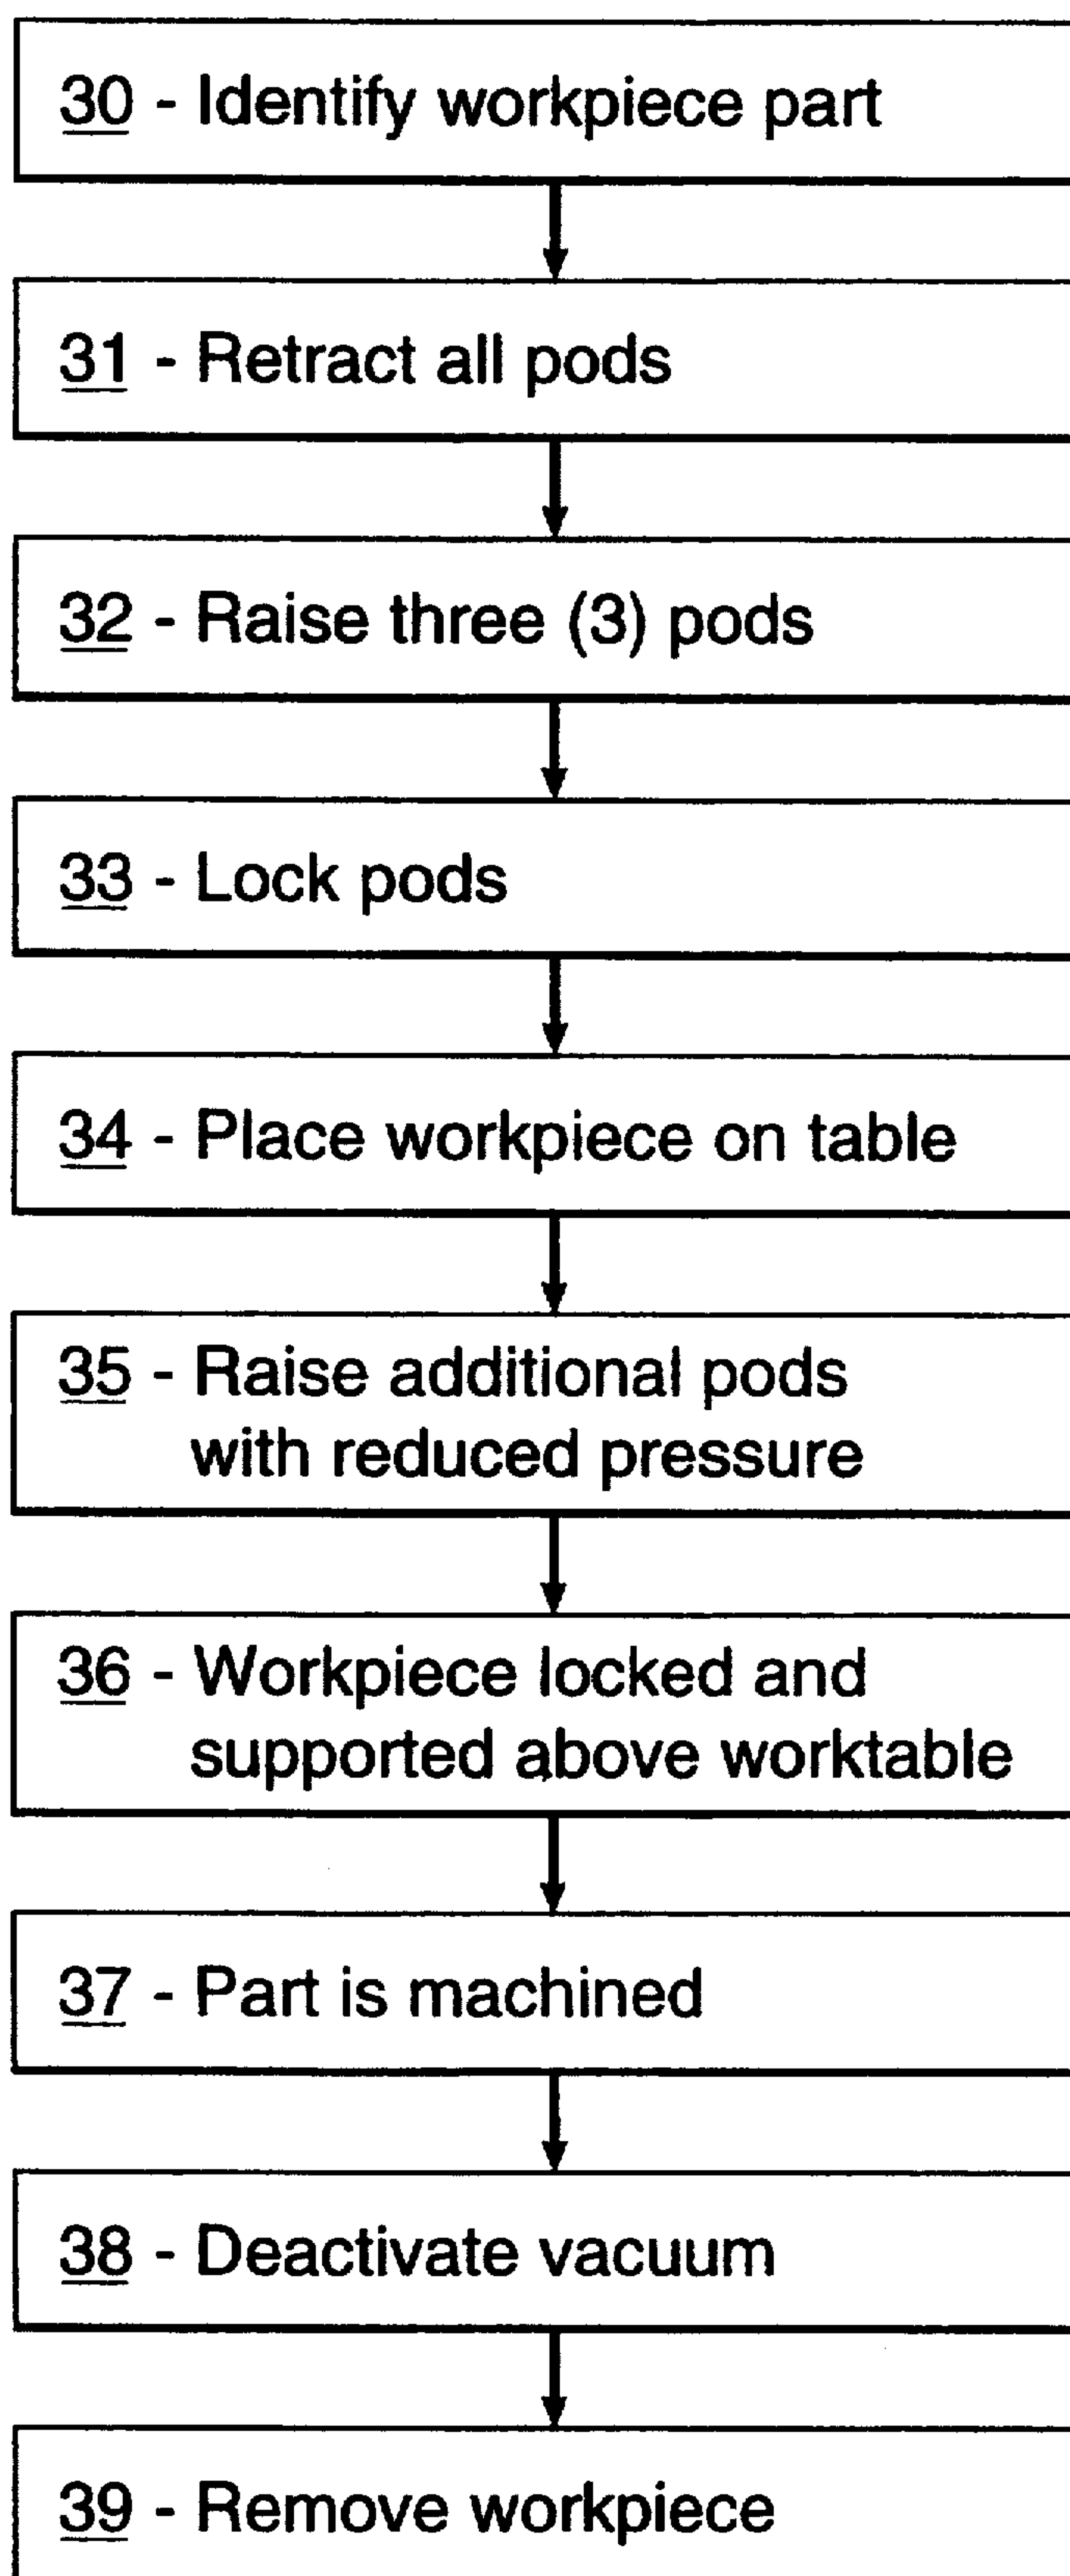 30 - Identify workpiece part
31 - Retract all pods
32 - Raise three (3) pods
33 - Lock pods
34 - Place workpiece on table
35 - Raise additional pods
with reduced pressure
36 - Workpiece locked and
supported above worktable
37 - Part is machined
38 - Deactivate vacuum
39 - Remove workpiece